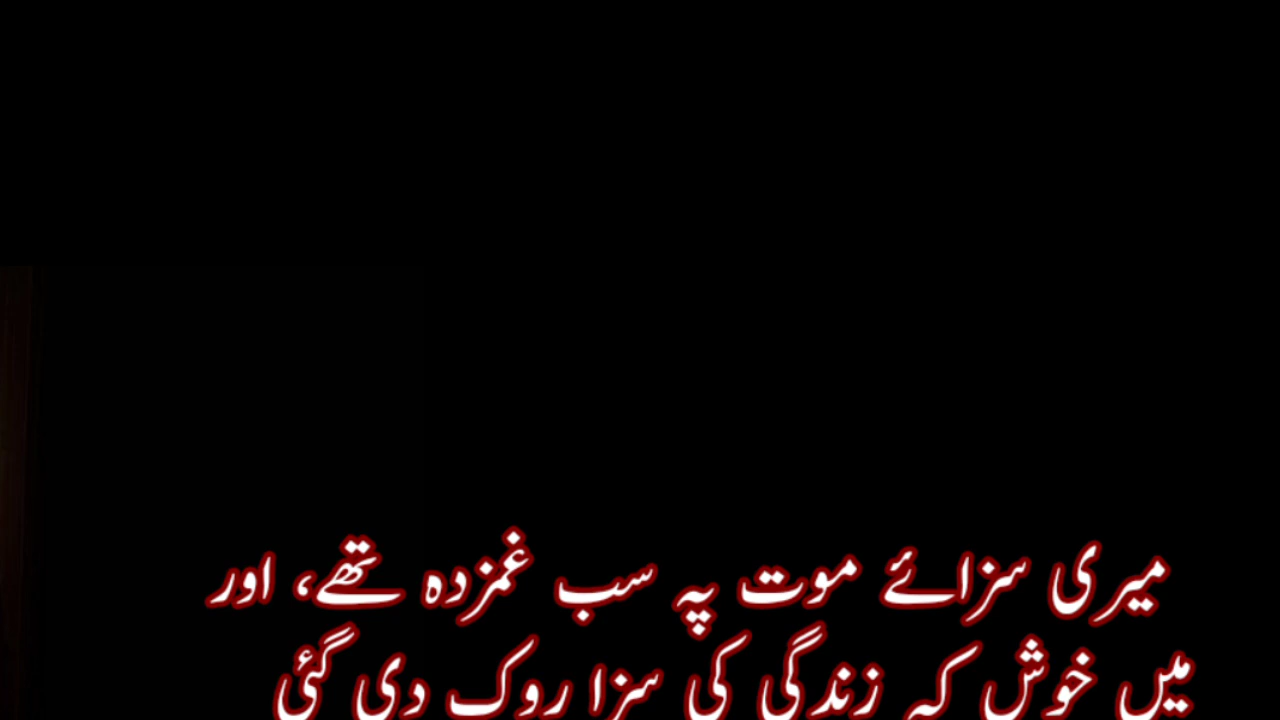 میری سزائے موت پہ سب غمزدہ تھے، اور
میں خوش کہ زندگی کی سزا روک دی گئی